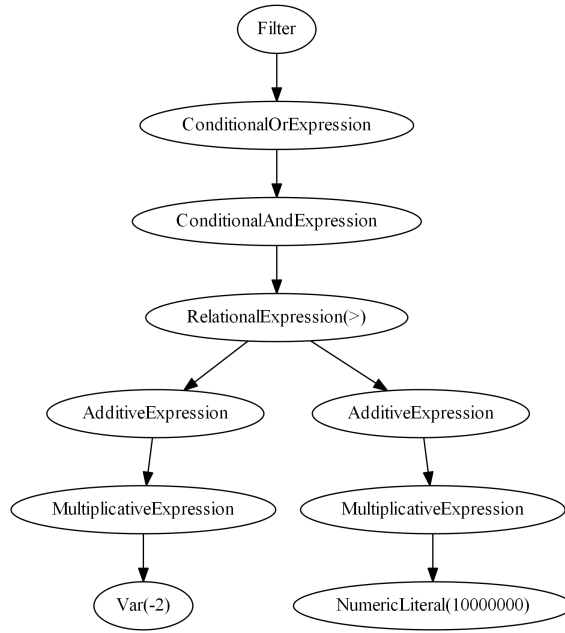 Filter
ConditionalOrExpression
ConditionalAndExpression
RelationalExpression(>)
AdditiveExpression
AdditiveExpression
MultiplicativeExpression
MultiplicativeExpression
Var(-2)
NumericLiteral(10000000)